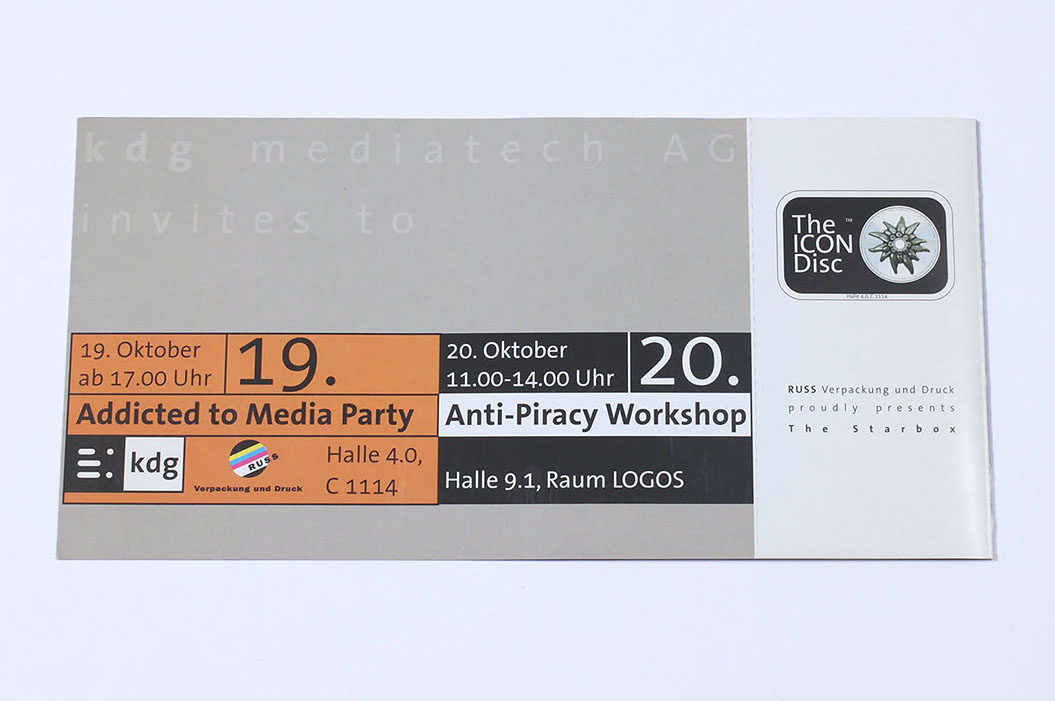 kdg mediatech AG
invites to
19. Oktober
ab 17.00 Uhr
19.
Addicted to Media Party
kdg
RUSS
Verpackung und Druck
Halle 4.0,
C 1114
20. Oktober
11.00-14.00 Uhr
20.
Anti-Piracy Workshop
Halle 9.1, Raum LOGOS
The ™
ICON
Disc
Halle 4.0, C 1114
RUSS Verpackung und Druck
proudly presents
The Starbox